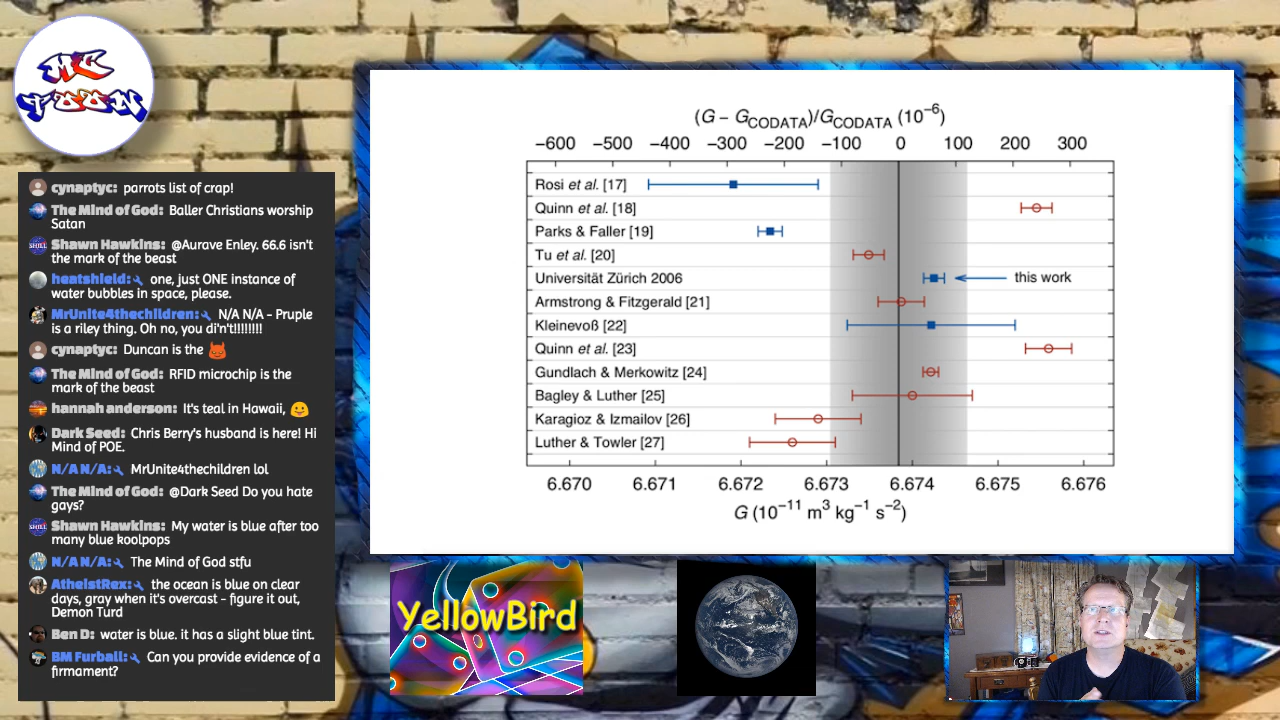 MC
TOON
cynaptyc: parrots list of crap!
The Mind of God: Baller Christians worship
Satan
Shawn Hawkins: @Aurave Enley. 66.6 isn't
the mark of the beast
heatshield: one, just ONE instance of
water bubbles in space, please.
MrUnite4thechildren: N/A N/A - Pruple
is a riley thing. Oh no, you di'n't!!!!!!!!
cynaptyc: Duncan is the
The Mind of God: RFID microchip is the
mark of the beast
hannah anderson: It's teal in Hawaii,
Dark Seed: Chris Berry's husband is here! Hi
Mind of POE.
N/A N/A: MrUnite4thechildren lol
The Mind of God: @Dark Seed Do you hate
gays?
SHILL
Shawn Hawkins: My water is blue after too
many blue koolpops
N/A N/A: The Mind of God stfu
AtheistRex: the ocean is blue on clear
days, gray when it's overcast - figure it out,
Demon Turd
Ben D: water is blue. it has a slight blue tint.
BM Furball: Can you provide evidence of a
firmament?
(G − G_CODATA)/G_CODATA (10⁻⁶)
−600 −500 −400 −300 −200 −100 0 100 200 300
Rosi et al. [17]
Quinn et al. [18]
Parks & Faller [19]
Tu et al. [20]
Universität Zürich 2006 this work
Armstrong & Fitzgerald [21]
Kleinevoß [22]
Quinn et al. [23]
Gundlach & Merkowitz [24]
Bagley & Luther [25]
Karagioz & Izmailov [26]
Luther & Towler [27]
6.670 6.671 6.672 6.673 6.674 6.675 6.676
G (10⁻¹¹ m³ kg⁻¹ s⁻²)
YellowBird